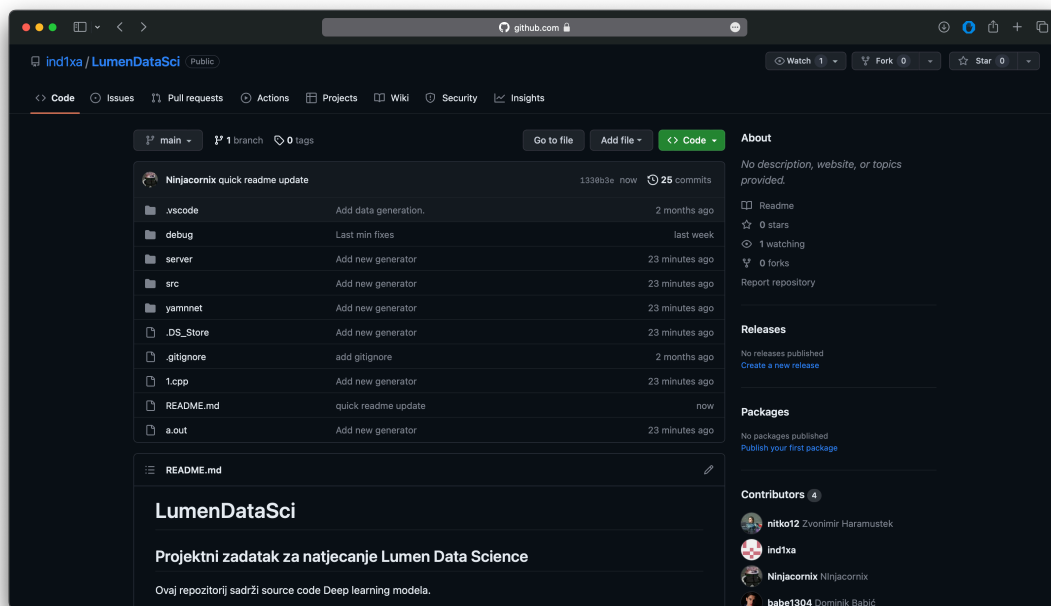 github.com
ind1xa / LumenDataSci Public
Watch 1 Fork 0 Star 0
Code Issues Pull requests Actions Projects Wiki Security Insights
main 1 branch 0 tags Go to file Add file Code
Ninjacornix quick readme update 1330b3e now 25 commits
.vscode Add data generation. 2 months ago
debug Last min fixes last week
server Add new generator 23 minutes ago
src Add new generator 23 minutes ago
yamnnet Add new generator 23 minutes ago
.DS_Store Add new generator 23 minutes ago
.gitignore add gitignore 2 months ago
1.cpp Add new generator 23 minutes ago
README.md quick readme update now
a.out Add new generator 23 minutes ago
README.md
LumenDataSci
Projektni zadatak za natjecanje Lumen Data Science
Ovaj repozitorij sadrži source code Deep learning modela.
About
No description, website, or topics
provided.
Readme
0 stars
1 watching
0 forks
Report repository
Releases
No releases published
Create a new release
Packages
No packages published
Publish your first package
Contributors 4
nitko12 Zvonimir Haramustek
ind1xa
Ninjacornix NInjacornix
babe1304 Dominik Babić